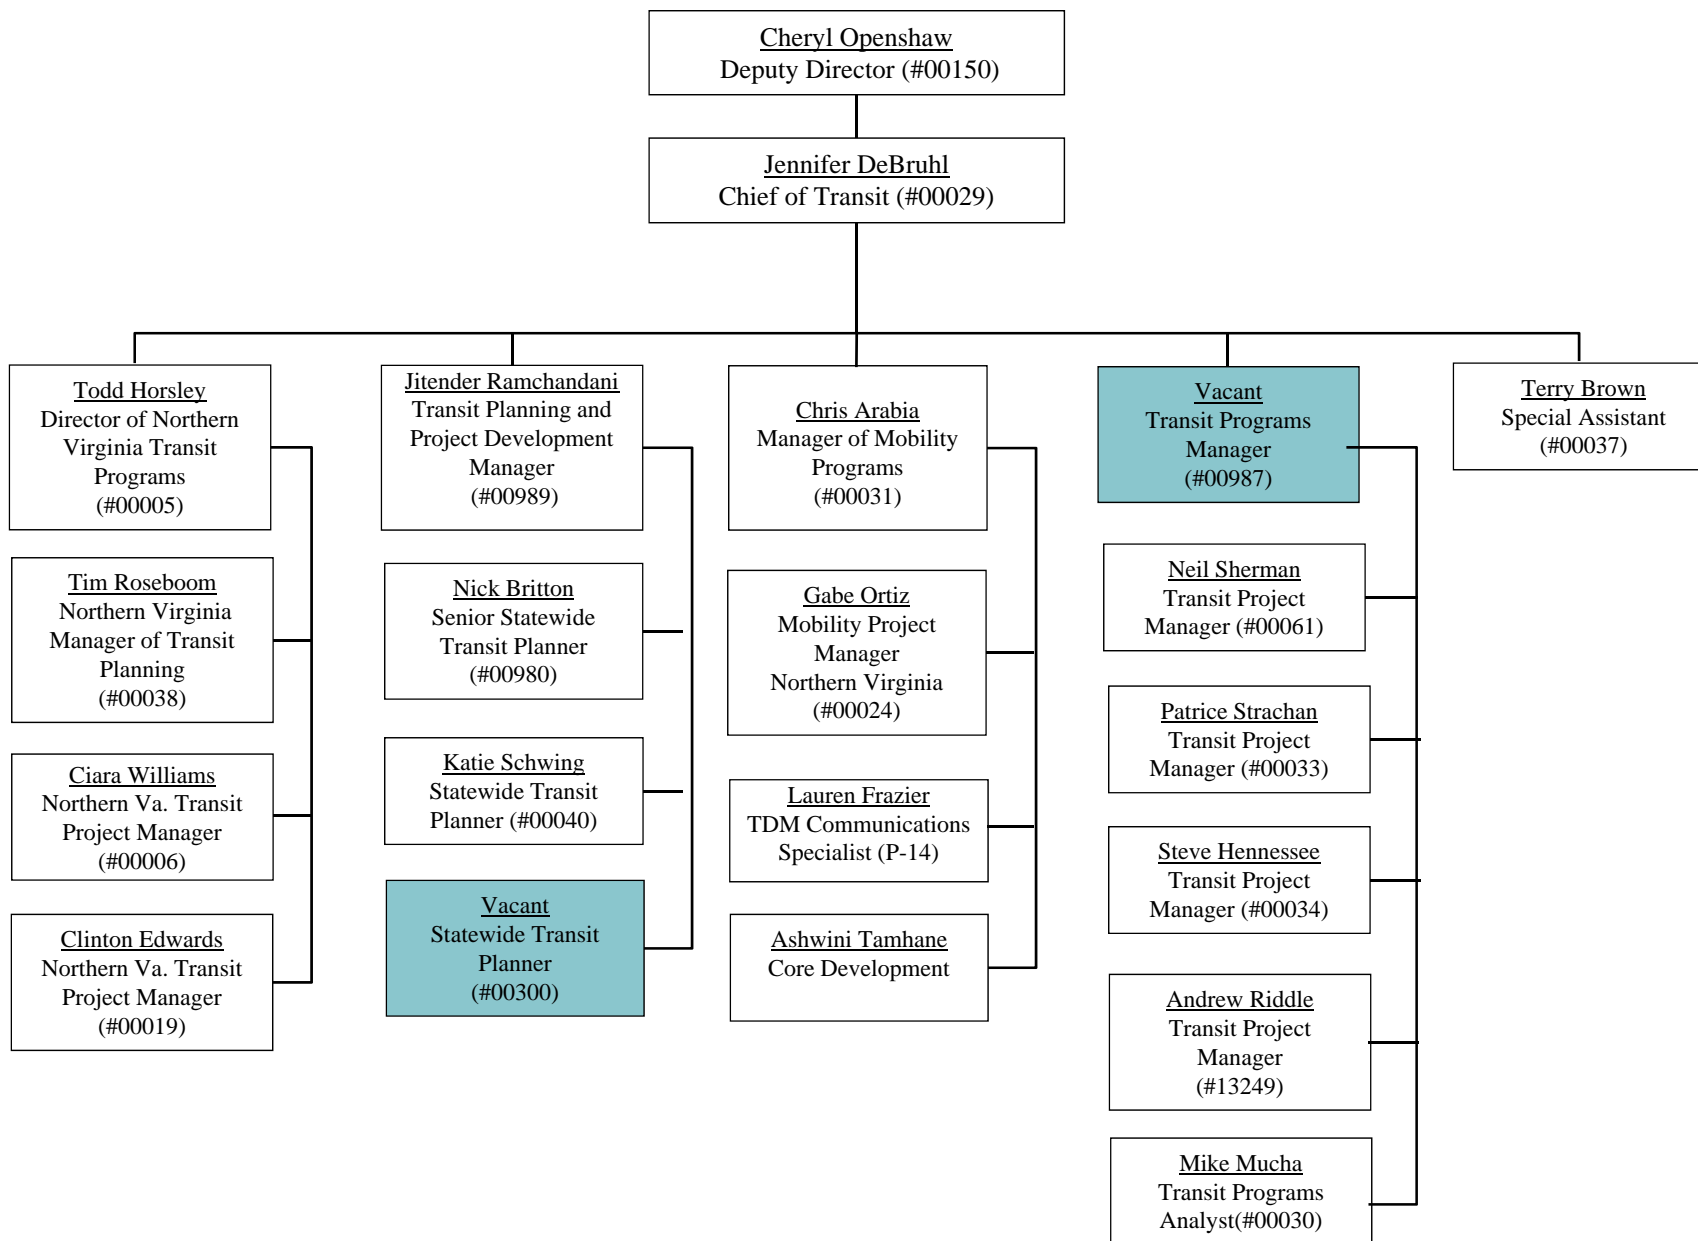 Cheryl Openshaw
Deputy Director (#00150)
Jennifer DeBruhl
Chief of Transit (#00029)
Todd Horsley
Director of Northern
Virginia Transit
Programs
(#00005)
Tim Roseboom
Northern Virginia
Manager of Transit
Planning
(#00038)
Ciara Williams
Northern Va. Transit
Project Manager
(#00006)
Clinton Edwards
Northern Va. Transit
Project Manager
(#00019)
Jitender Ramchandani
Transit Planning and
Project Development
Manager
(#00989)
Nick Britton
Senior Statewide
Transit Planner
(#00980)
Katie Schwing
Statewide Transit
Planner (#00040)
Vacant
Statewide Transit
Planner
(#00300)
Chris Arabia
Manager of Mobility
Programs
(#00031)
Gabe Ortiz
Mobility Project
Manager
Northern Virginia
(#00024)
Lauren Frazier
TDM Communications
Specialist (P-14)
Ashwini Tamhane
Core Development
Vacant
Transit Programs
Manager
(#00987)
Neil Sherman
Transit Project
Manager (#00061)
Patrice Strachan
Transit Project
Manager (#00033)
Steve Hennessee
Transit Project
Manager (#00034)
Andrew Riddle
Transit Project
Manager
(#13249)
Mike Mucha
Transit Programs
Analyst(#00030)
Terry Brown
Special Assistant
(#00037)